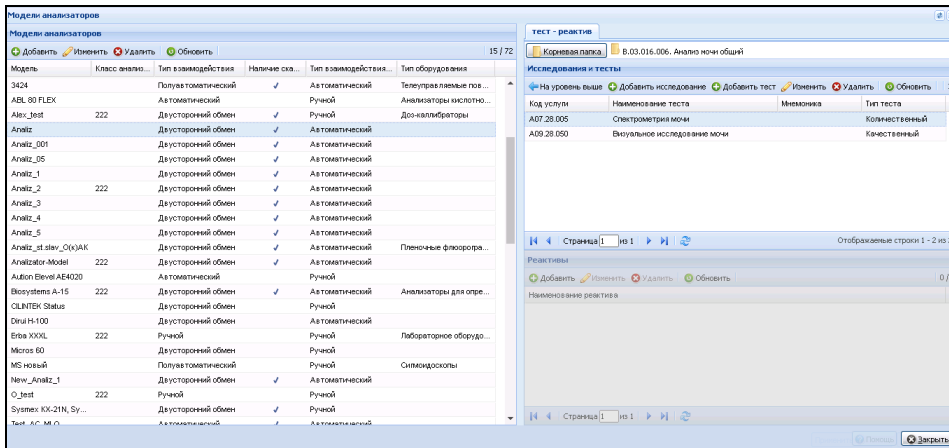 Модели анализаторов
Модели анализаторов
Добавить Изменить Удалить Обновить 15 / 72
Модель Класс анализ... Тип взаимодействия Наличие ска... Тип взаимодействия... Тип оборудования
3424 Полуавтоматический Автоматический Телеуправляемые пов...
ABL 80 FLEX Автоматический Ручной Анализаторы кислотно...
Alex_test 222 Двусторонний обмен Ручной Доз-каллибраторы
Analiz Двусторонний обмен Автоматический
Analiz_001 Двусторонний обмен Автоматический
Analiz_05 Двусторонний обмен Автоматический
Analiz_1 Двусторонний обмен Автоматический
Analiz_2 222 Двусторонний обмен Автоматический
Analiz_3 Двусторонний обмен Автоматический
Analiz_4 Двусторонний обмен Автоматический
Analiz_5 Двусторонний обмен Автоматический
Analiz_st.slav_O(к)АК Двусторонний обмен Автоматический Пленочные флюорогра...
Analizator-Model 222 Двусторонний обмен Автоматический
Aution Elevel AE4020 Автоматический Ручной
Biosystems A-15 222 Двусторонний обмен Автоматический Анализаторы для опре...
CILINTEK Status Двусторонний обмен Ручной
Dirui H-100 Двусторонний обмен Автоматический
Erba XXXL 222 Ручной Ручной Лабораторное оборудо...
Micros 60 Двусторонний обмен Ручной
MS новый Полуавтоматический Автоматический Сигмоидоскопы
New_Analiz_1 Двусторонний обмен Автоматический
O_test 222 Ручной Ручной
Sysmex KX-21N, Sy... Двусторонний обмен Ручной
Test_AC_MLO Автоматический Автоматический
тест - реактив
Корневая папка B.03.016.006. Анализ мочи общий
Исследования и тесты
На уровень выше Добавить исследование Добавить тест Изменить Удалить Обновить
Код услуги Наименование теста Мнемоника Тип теста
A07.28.005 Спектрометрия мочи Количественный
A09.28.050 Визуальное исследование мочи Качественный
Страница 1 из 1 Отображаемые строки 1 - 2 из
Реактивы
Добавить Изменить Удалить Обновить 0 /
Наименование реактива
Страница 1 из 1
Помощь Закрыть